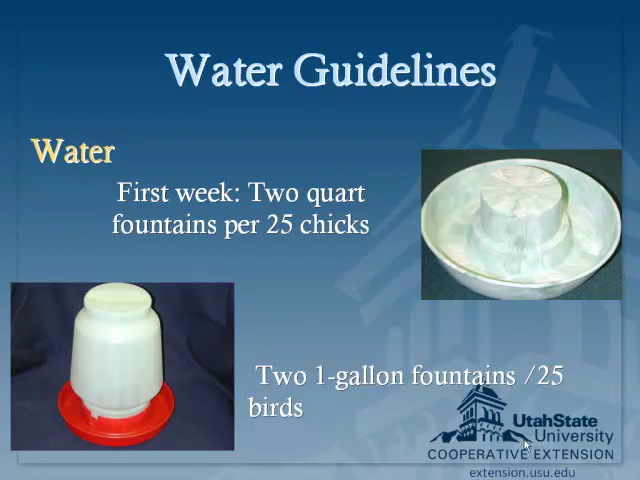 Water Guidelines
Water
First week: Two quart
fountains per 25 chicks
Two 1-gallon fountains /25
birds
UtahState
University
COOPERATIVE EXTENSION
extension.usu.edu